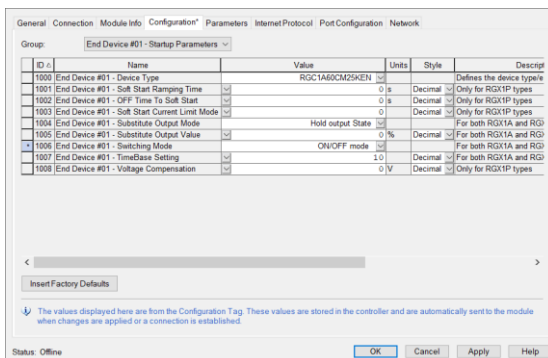 General Connection Module Info Configuration* Parameters Internet Protocol Port Configuration Network
Group: End Device #01 - Startup Parameters
ID Name Value Units Style Descript
1000 End Device #01 - Device Type RGC1A60CM25KEN Defines the device type/e
1001 End Device #01 - Soft Start Ramping Time 0 s Decimal Only for RGX1P types
1002 End Device #01 - OFF Time To Soft Start 0 s Decimal Only for RGX1P types
1003 End Device #01 - Soft Start Current Limit Mode 0 Decimal Only for RGX1P types
1004 End Device #01 - Substitute Output Mode Hold output State For both RGX1A and RGX
1005 End Device #01 - Substitute Output Value 0 % Decimal For both RGX1A and RGX
* 1006 End Device #01 - Switching Mode ON/OFF mode For both RGX1A and RGX
1007 End Device #01 - TimeBase Setting 10 Decimal For both RGX1A and RGX
1008 End Device #01 - Voltage Compensation 0 V Decimal Only for RGX1P types
Insert Factory Defaults
The values displayed here are from the Configuration Tag. These values are stored in the controller and are automatically sent to the module
when changes are applied or a connection is established.
Status: Offline OK Cancel Apply Help